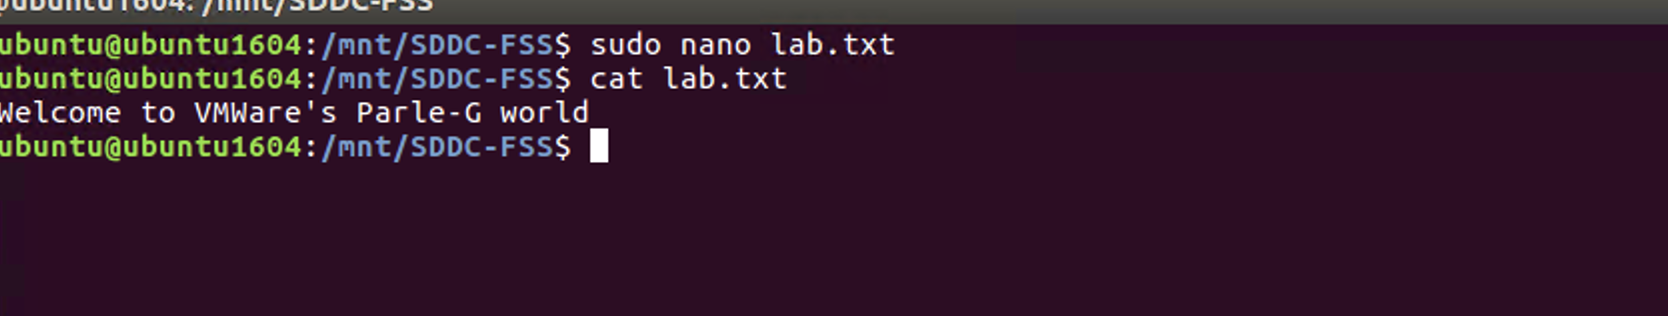 @ubuntu1604: /mnt/SDDC-FSS
ubuntu@ubuntu1604:/mnt/SDDC-FSS$ sudo nano lab.txt
ubuntu@ubuntu1604:/mnt/SDDC-FSS$ cat lab.txt
Welcome to VMWare's Parle-G world
ubuntu@ubuntu1604:/mnt/SDDC-FSS$